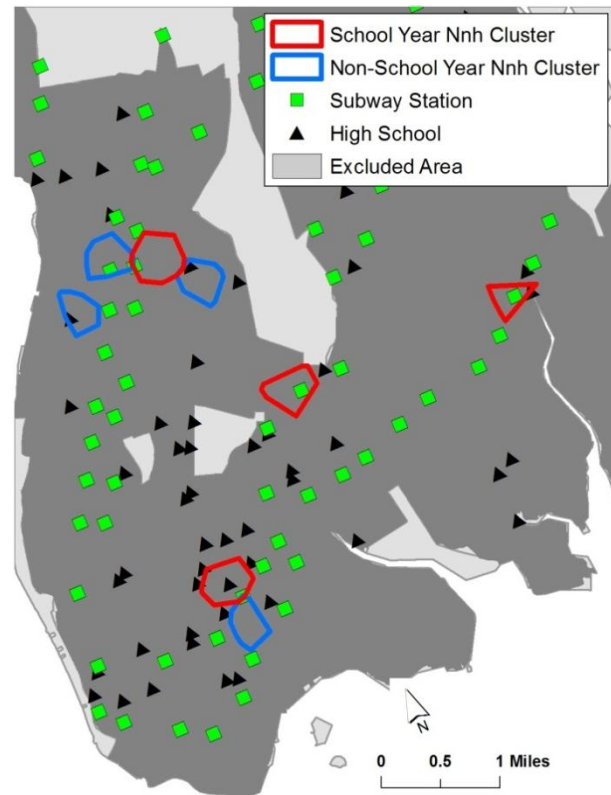 School Year Nnh Cluster
Non-School Year Nnh Cluster
Subway Station
High School
Excluded Area
N
0 0.5 1 Miles